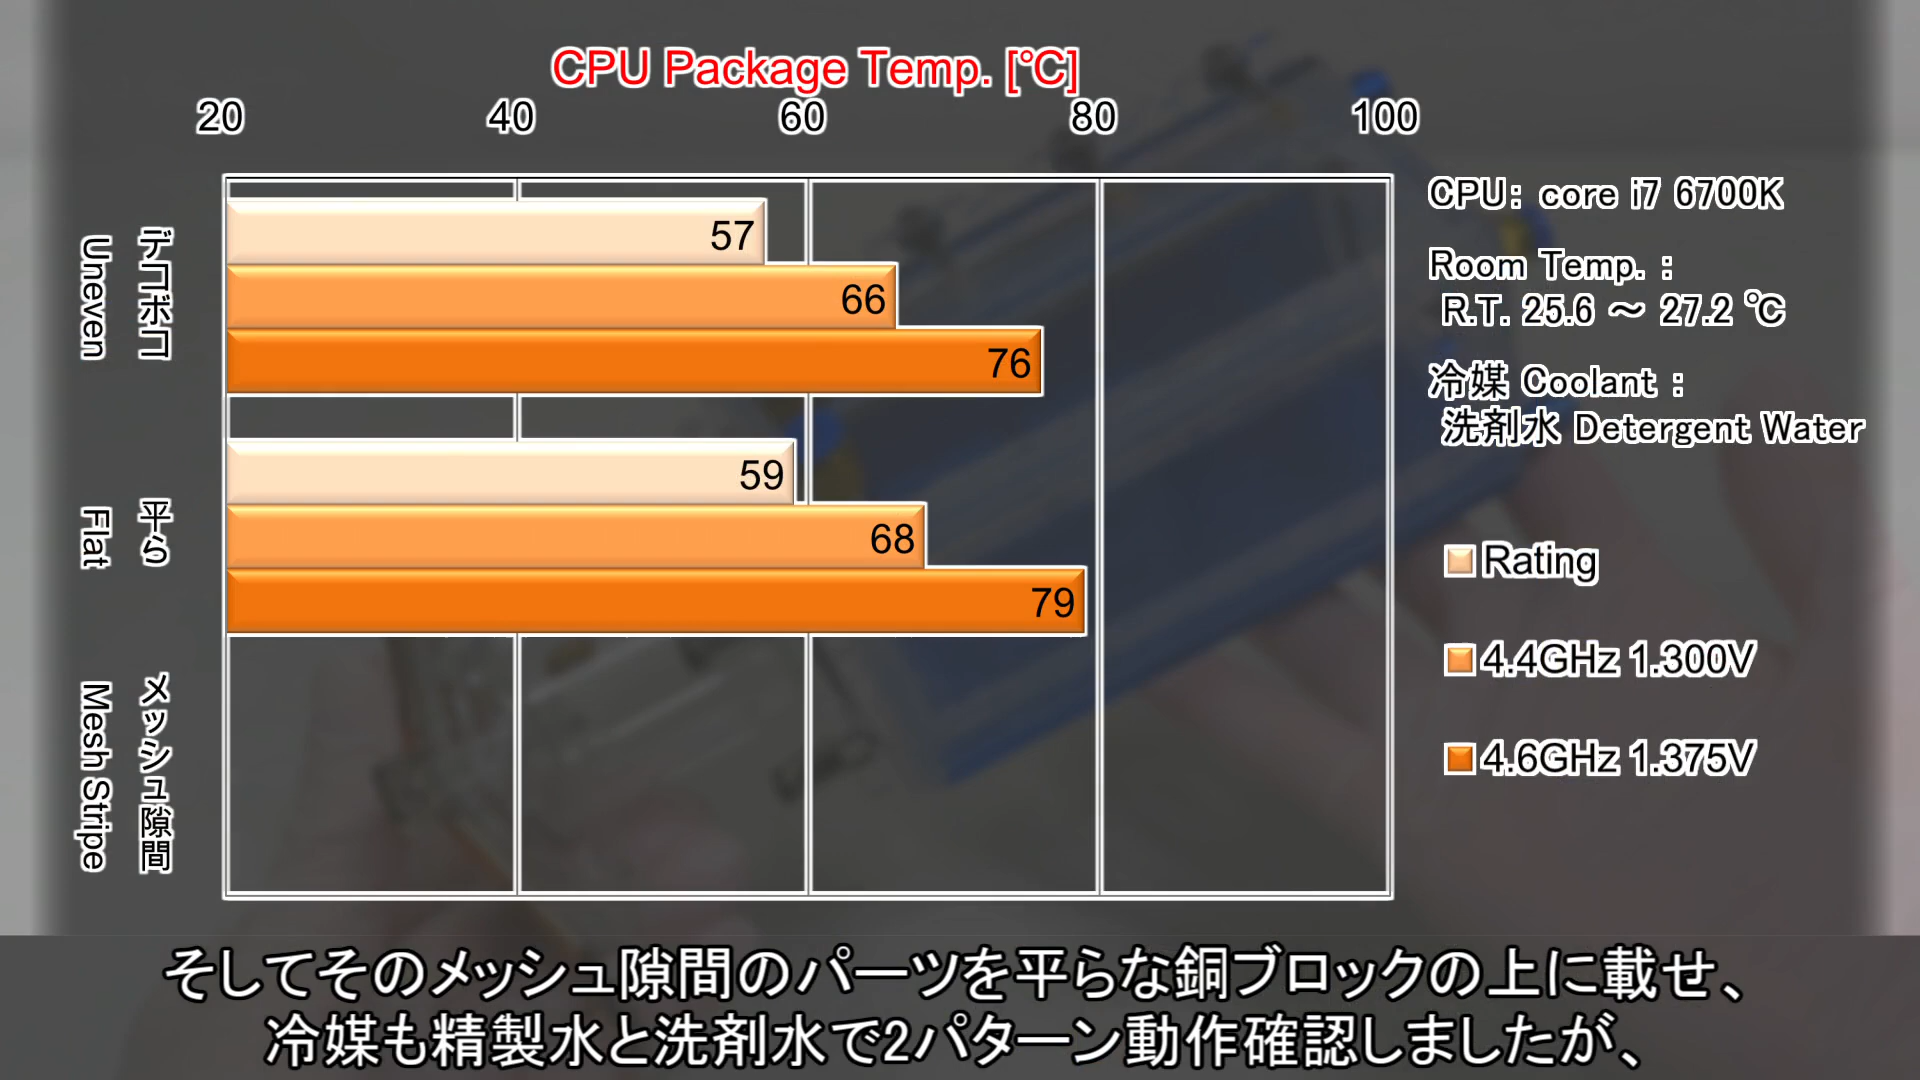 CPU Package Temp. [℃]
20 40 60 80 100
デコボコ
Uneven
57
66
76
平ら
Flat
59
68
79
メッシュ隙間
Mesh Stripe
CPU： core i7 6700K
Room Temp.：
R.T. 25.6 ～ 27.2 ℃
冷媒 Coolant：
洗剤水 Detergent Water
Rating
4.4GHz 1.300V
4.6GHz 1.375V
そしてそのメッシュ隙間のパーツを平らな銅ブロックの上に載せ、
冷媒も精製水と洗剤水で2パターン動作確認しましたが、